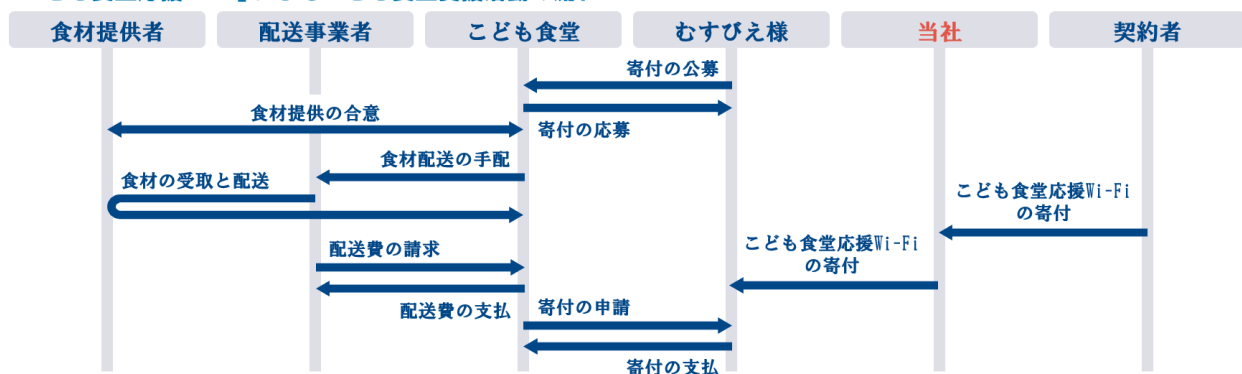 食材提供者
配送事業者
こども食堂
むすびえ様
当社
契約者
寄付の公募
食材提供の合意
寄付の応募
食材配送の手配
食材の受取と配送
こども食堂応援Wi-Fi
の寄付
こども食堂応援Wi-Fi
の寄付
配送費の請求
配送費の支払
寄付の申請
寄付の支払